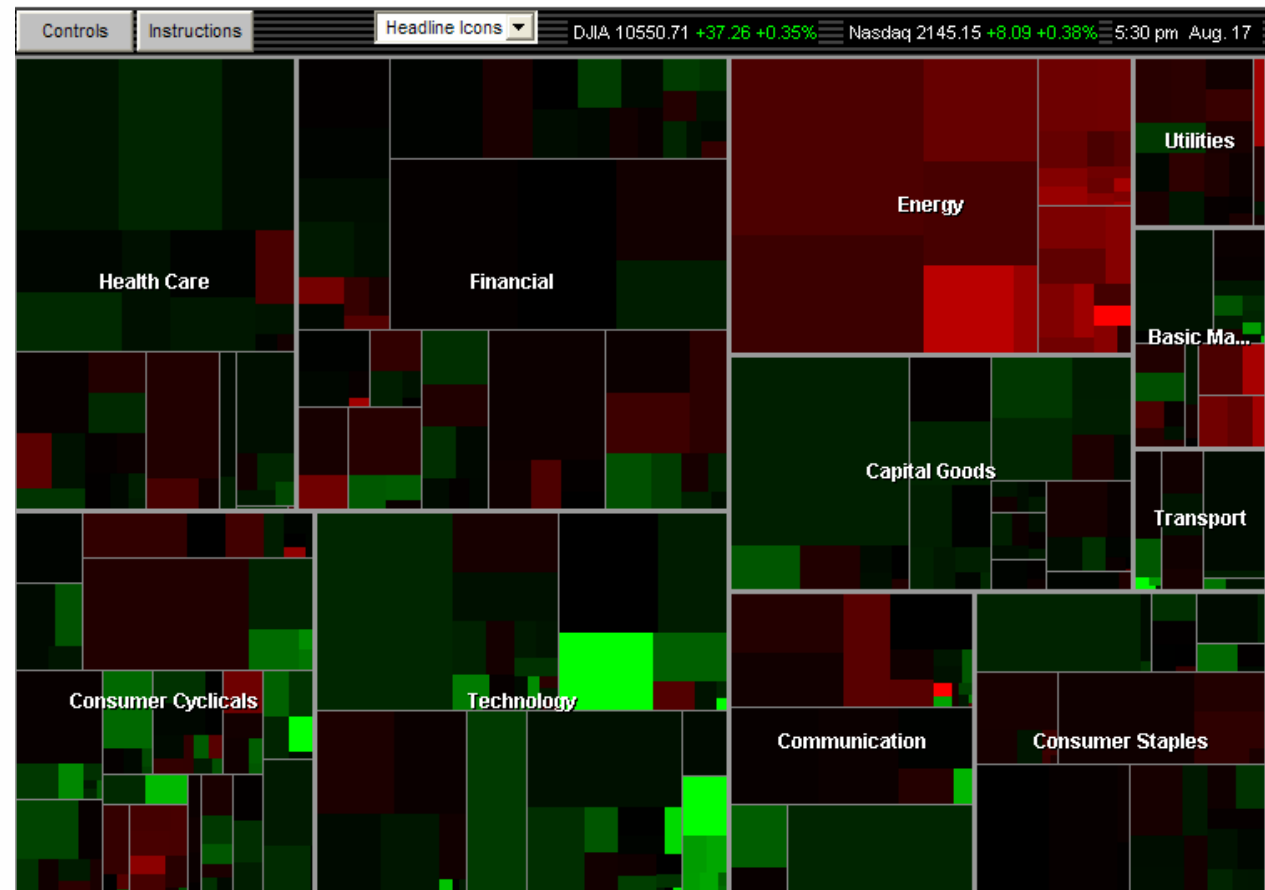 Controls Instructions Headline Icons DJIA 10550.71 +37.26 +0.35% Nasdaq 2145.15 +8.09 +0.38% 5:30 pm Aug. 17
Utilities
Energy
Health Care
Financial
Basic Ma...
Capital Goods
Transport
Consumer Cyclicals
Technology
Communication
Consumer Staples